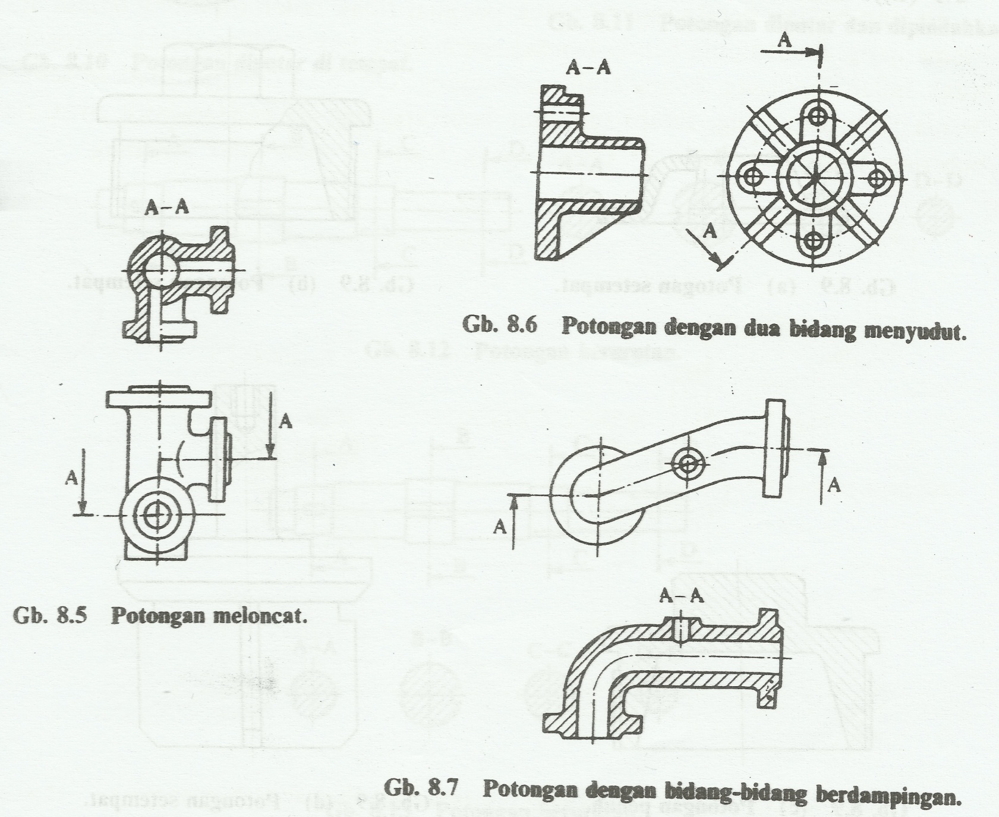 A
A–A
A
Gb. 8.6 Potongan dengan dua bidang menyudut.
A–A
A
A
Gb. 8.5 Potongan meloncat.
A
A
A–A
Gb. 8.7 Potongan dengan bidang-bidang berdampingan.